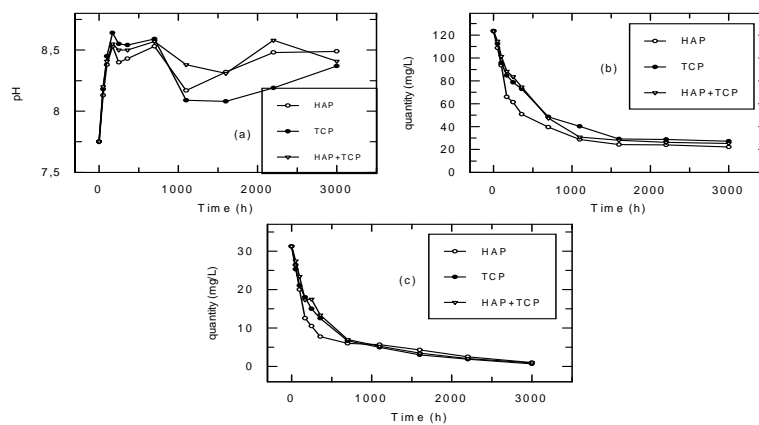 8,5
8
7,5
pH
0
1000
2000
3000
Time (h)
(a)
HAP
TCP
HAP+TCP
140
120
100
80
60
40
20
0
quantity (mg/L)
0
1000
2000
3000
Time (h)
(b)
HAP
TCP
HAP+TCP
30
20
10
0
quantity (mg/L)
0
1000
2000
3000
Time (h)
(c)
HAP
TCP
HAP+TCP